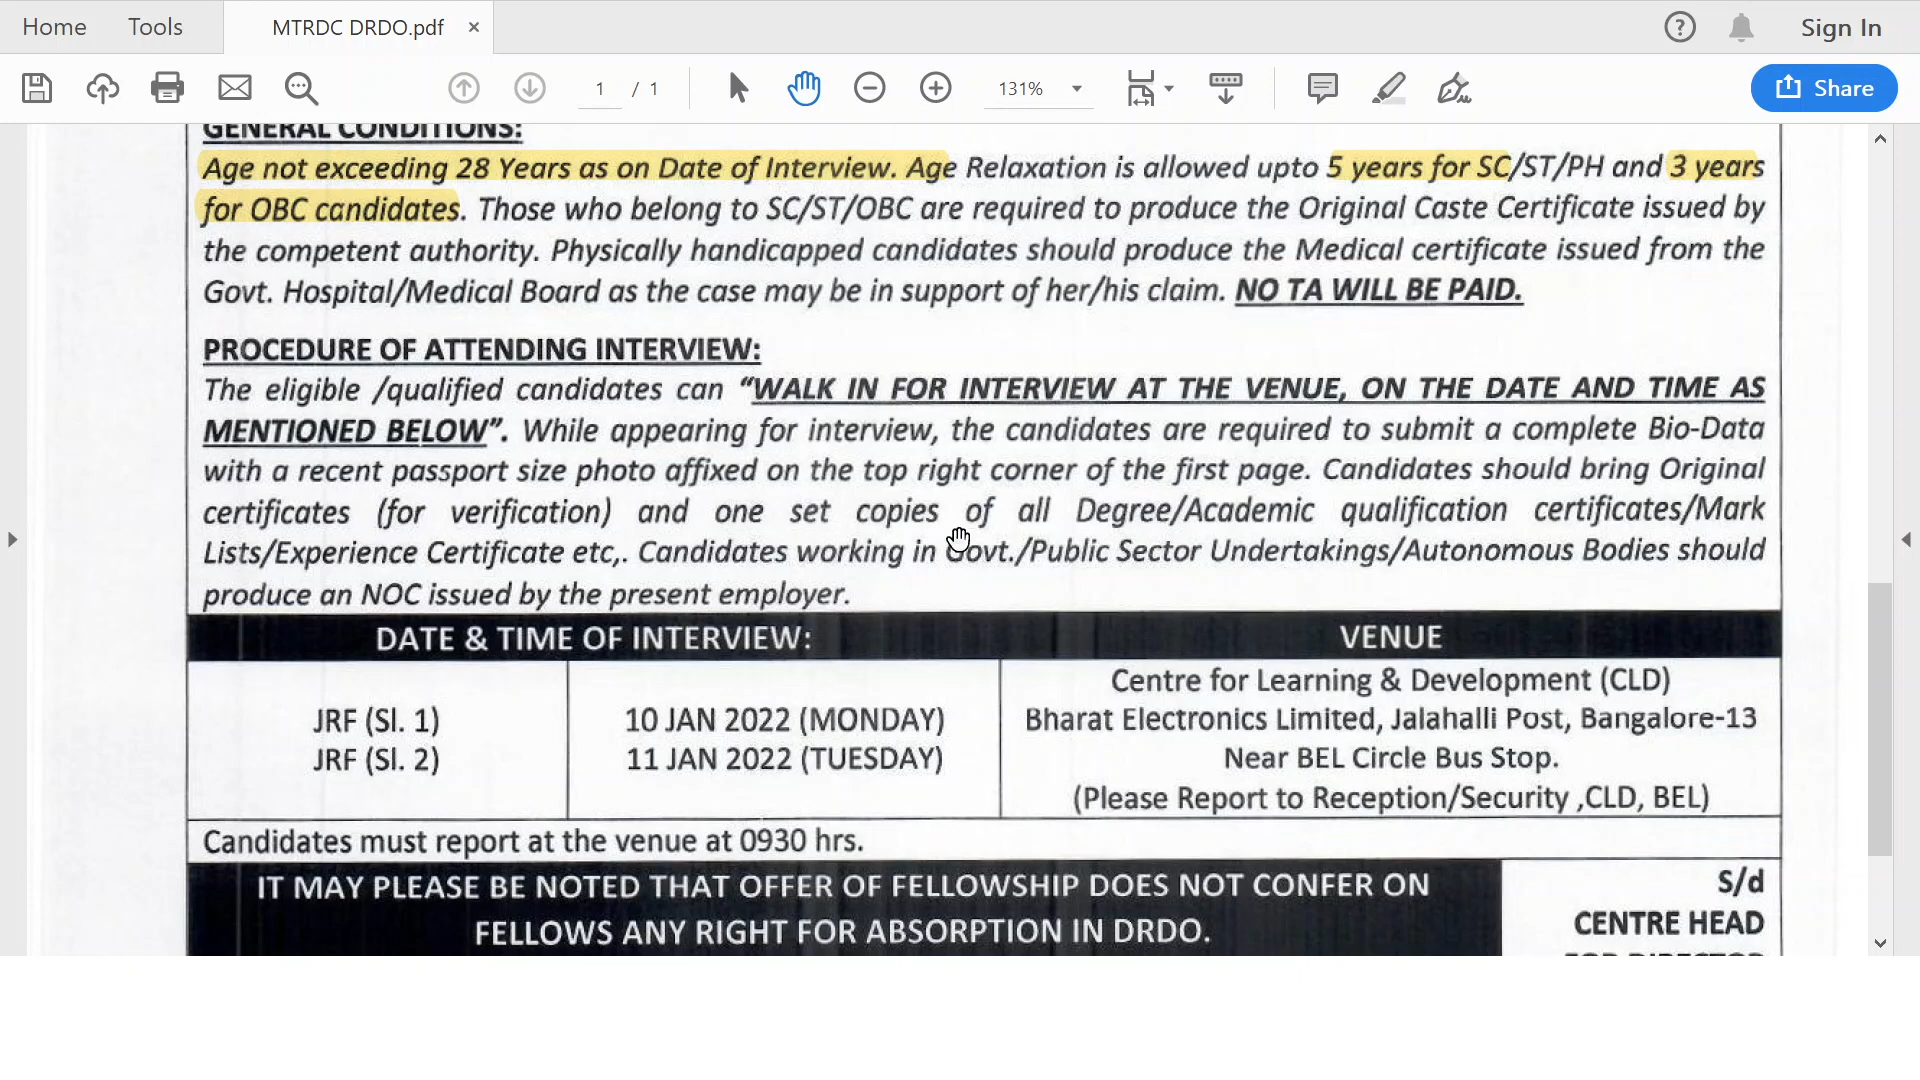 Home Tools MTRDC DRDO.pdf × Sign In
1 / 1 131% Share
GENERAL CONDITIONS:
Age not exceeding 28 Years as on Date of Interview. Age Relaxation is allowed upto 5 years for SC/ST/PH and 3 years
for OBC candidates. Those who belong to SC/ST/OBC are required to produce the Original Caste Certificate issued by
the competent authority. Physically handicapped candidates should produce the Medical certificate issued from the
Govt. Hospital/Medical Board as the case may be in support of her/his claim. NO TA WILL BE PAID.
PROCEDURE OF ATTENDING INTERVIEW:
The eligible /qualified candidates can “WALK IN FOR INTERVIEW AT THE VENUE, ON THE DATE AND TIME AS
MENTIONED BELOW”. While appearing for interview, the candidates are required to submit a complete Bio-Data
with a recent passport size photo affixed on the top right corner of the first page. Candidates should bring Original
certificates (for verification) and one set copies of all Degree/Academic qualification certificates/Mark
Lists/Experience Certificate etc,. Candidates working in Govt./Public Sector Undertakings/Autonomous Bodies should
produce an NOC issued by the present employer.
DATE & TIME OF INTERVIEW: VENUE
Centre for Learning & Development (CLD)
JRF (Sl. 1) 10 JAN 2022 (MONDAY) Bharat Electronics Limited, Jalahalli Post, Bangalore-13
JRF (Sl. 2) 11 JAN 2022 (TUESDAY) Near BEL Circle Bus Stop.
(Please Report to Reception/Security ,CLD, BEL)
Candidates must report at the venue at 0930 hrs.
IT MAY PLEASE BE NOTED THAT OFFER OF FELLOWSHIP DOES NOT CONFER ON
FELLOWS ANY RIGHT FOR ABSORPTION IN DRDO.
S/d
CENTRE HEAD
FOR DIRECTOR